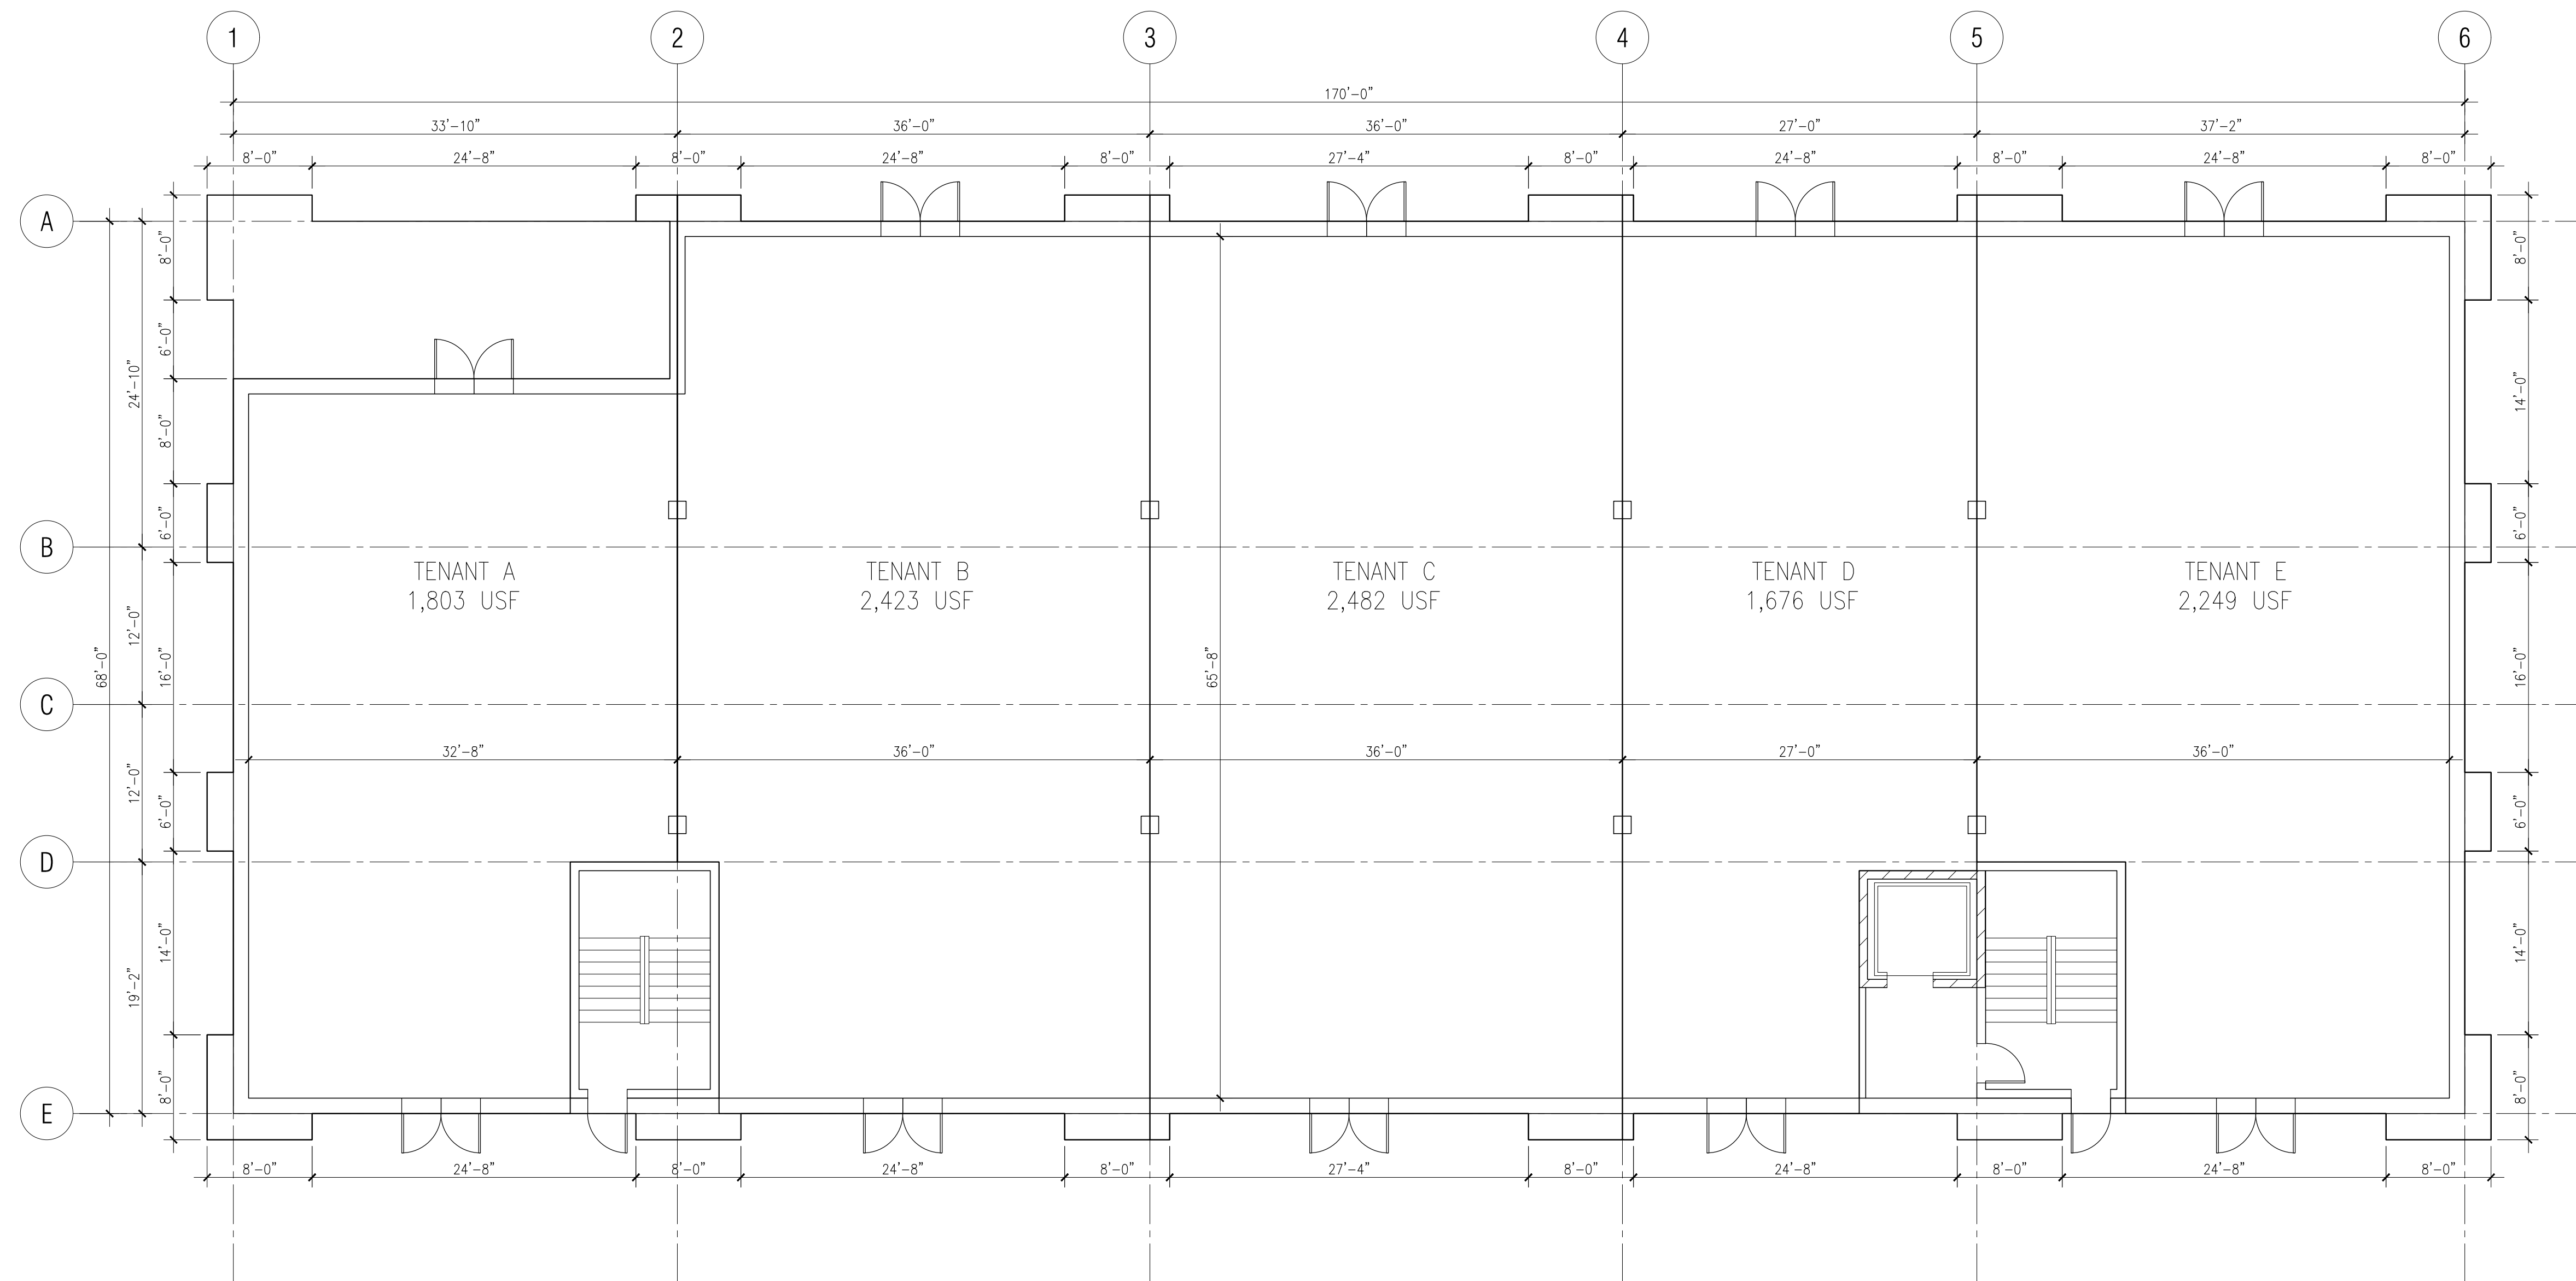 1 2 3 4 5 6
170'-0"
33'-10" 36'-0" 36'-0" 27'-0" 37'-2"
8'-0" 24'-8" 8'-0" 24'-8" 8'-0" 27'-4" 8'-0" 24'-8" 8'-0" 24'-8" 8'-0"
A
B
C
D
E
68'-0"
24'-10"
12'-0"
12'-0"
19'-2"
8'-0"
6'-0"
8'-0"
6'-0"
16'-0"
6'-0"
14'-0"
8'-0"
TENANT A
1,803 USF
TENANT B
2,423 USF
TENANT C
2,482 USF
TENANT D
1,676 USF
TENANT E
2,249 USF
65'-8"
32'-8" 36'-0" 36'-0" 27'-0" 36'-0"
8'-0"
14'-0"
6'-0"
16'-0"
6'-0"
14'-0"
8'-0"
8'-0" 24'-8" 8'-0" 24'-8" 8'-0" 27'-4" 8'-0" 24'-8" 8'-0" 24'-8" 8'-0"